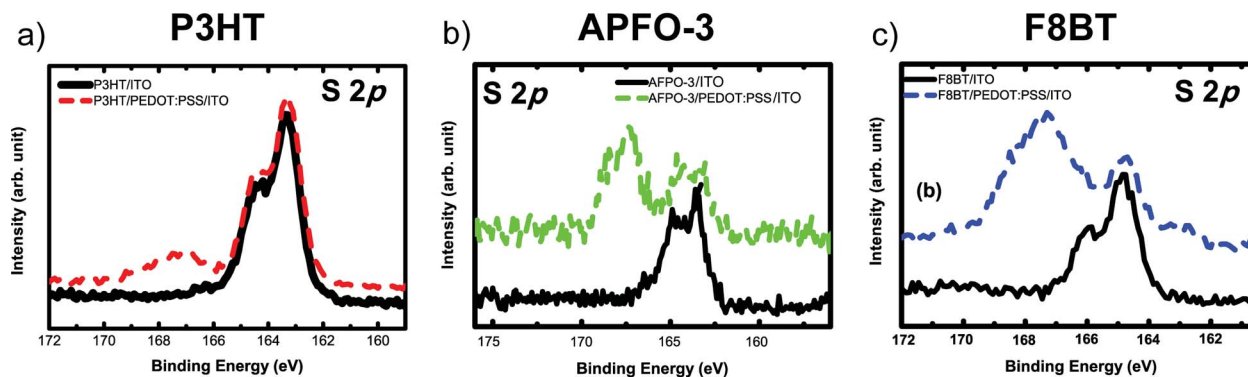 P3HT
APFO-3
F8BT
a)
b)
c)
P3HT/ITO
P3HT/PEDOT:PSS/ITO
S 2p
Intensity (arb. unit)
172 170 168 166 164 162 160
Binding Energy (eV)
S 2p
AFPO-3/ITO
AFPO-3/PEDOT:PSS/ITO
Intensity (arb. unit)
175 170 165 160
Binding Energy (eV)
F8BT/ITO
F8BT/PEDOT:PSS/ITO
S 2p
(b)
Intensity (arb. unit)
172 170 168 166 164 162
Binding Energy (eV)